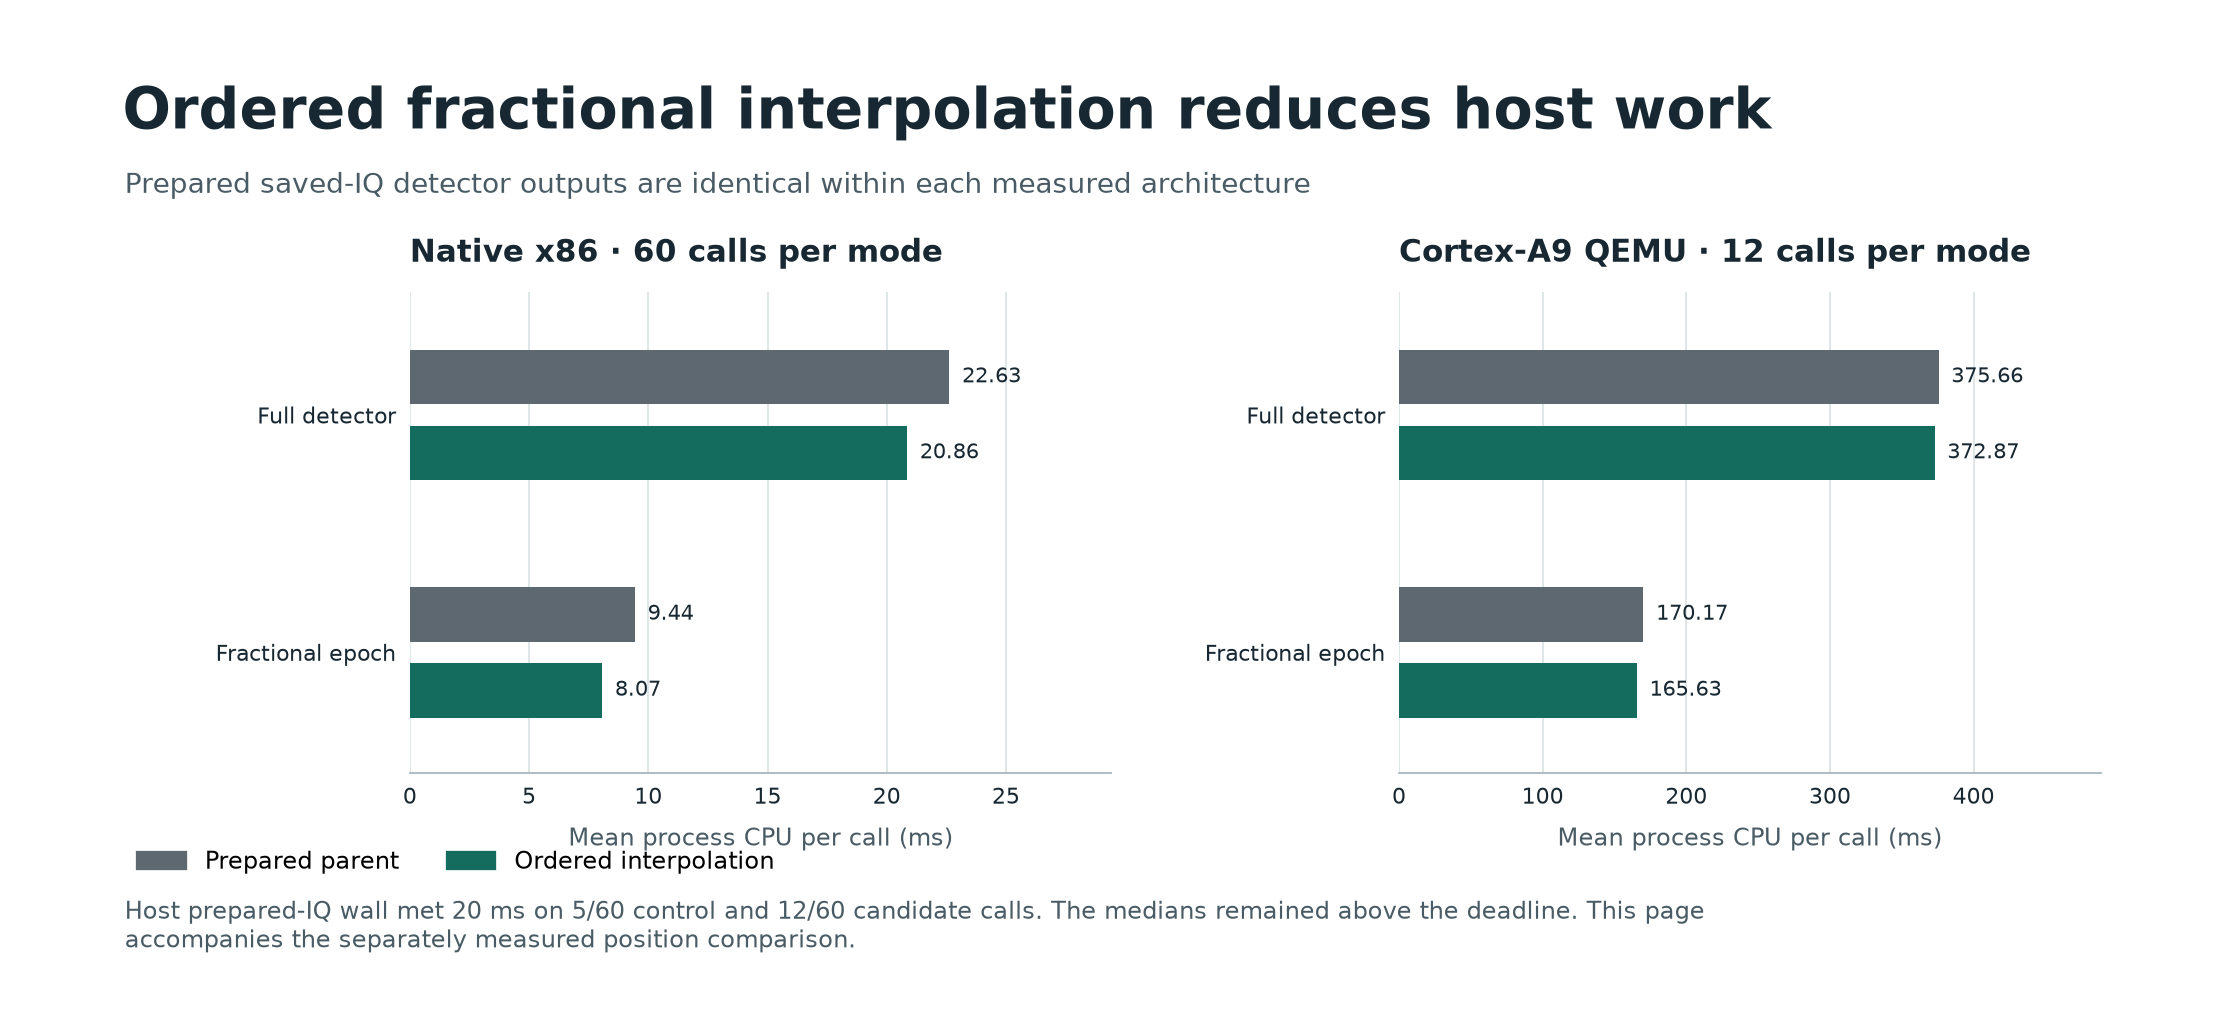 Ordered fractional interpolation reduces host work
Prepared saved-IQ detector outputs are identical within each measured architecture
Native x86 · 60 calls per mode
Full detector
22.63
20.86
Fractional epoch
9.44
8.07
0 5 10 15 20 25
Mean process CPU per call (ms)
Cortex-A9 QEMU · 12 calls per mode
Full detector
375.66
372.87
Fractional epoch
170.17
165.63
0 100 200 300 400
Mean process CPU per call (ms)
Prepared parent Ordered interpolation
Host prepared-IQ wall met 20 ms on 5/60 control and 12/60 candidate calls. The medians remained above the deadline. This page
accompanies the separately measured position comparison.